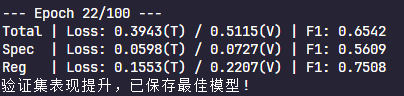 --- Epoch 22/100 ---
Total | Loss: 0.3943(T) / 0.5115(V) | F1: 0.6542
Spec  | Loss: 0.0598(T) / 0.0727(V) | F1: 0.5609
Reg   | Loss: 0.1553(T) / 0.2207(V) | F1: 0.7508
验证集表现提升，已保存最佳模型！